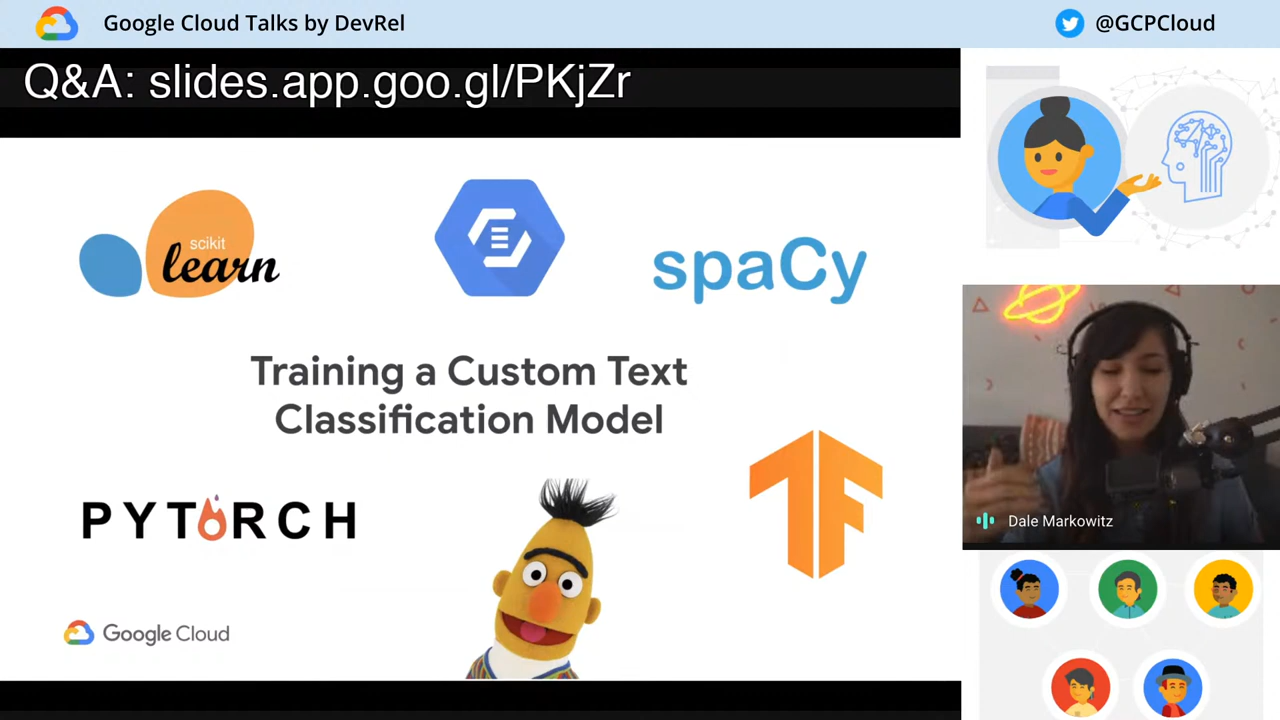 Google Cloud Talks by DevRel
@GCPCloud
Q&A: slides.app.goo.gl/PKjZr
scikit
learn
spaCy
Training a Custom Text
Classification Model
PYTORCH
TF
Google Cloud
Dale Markowitz